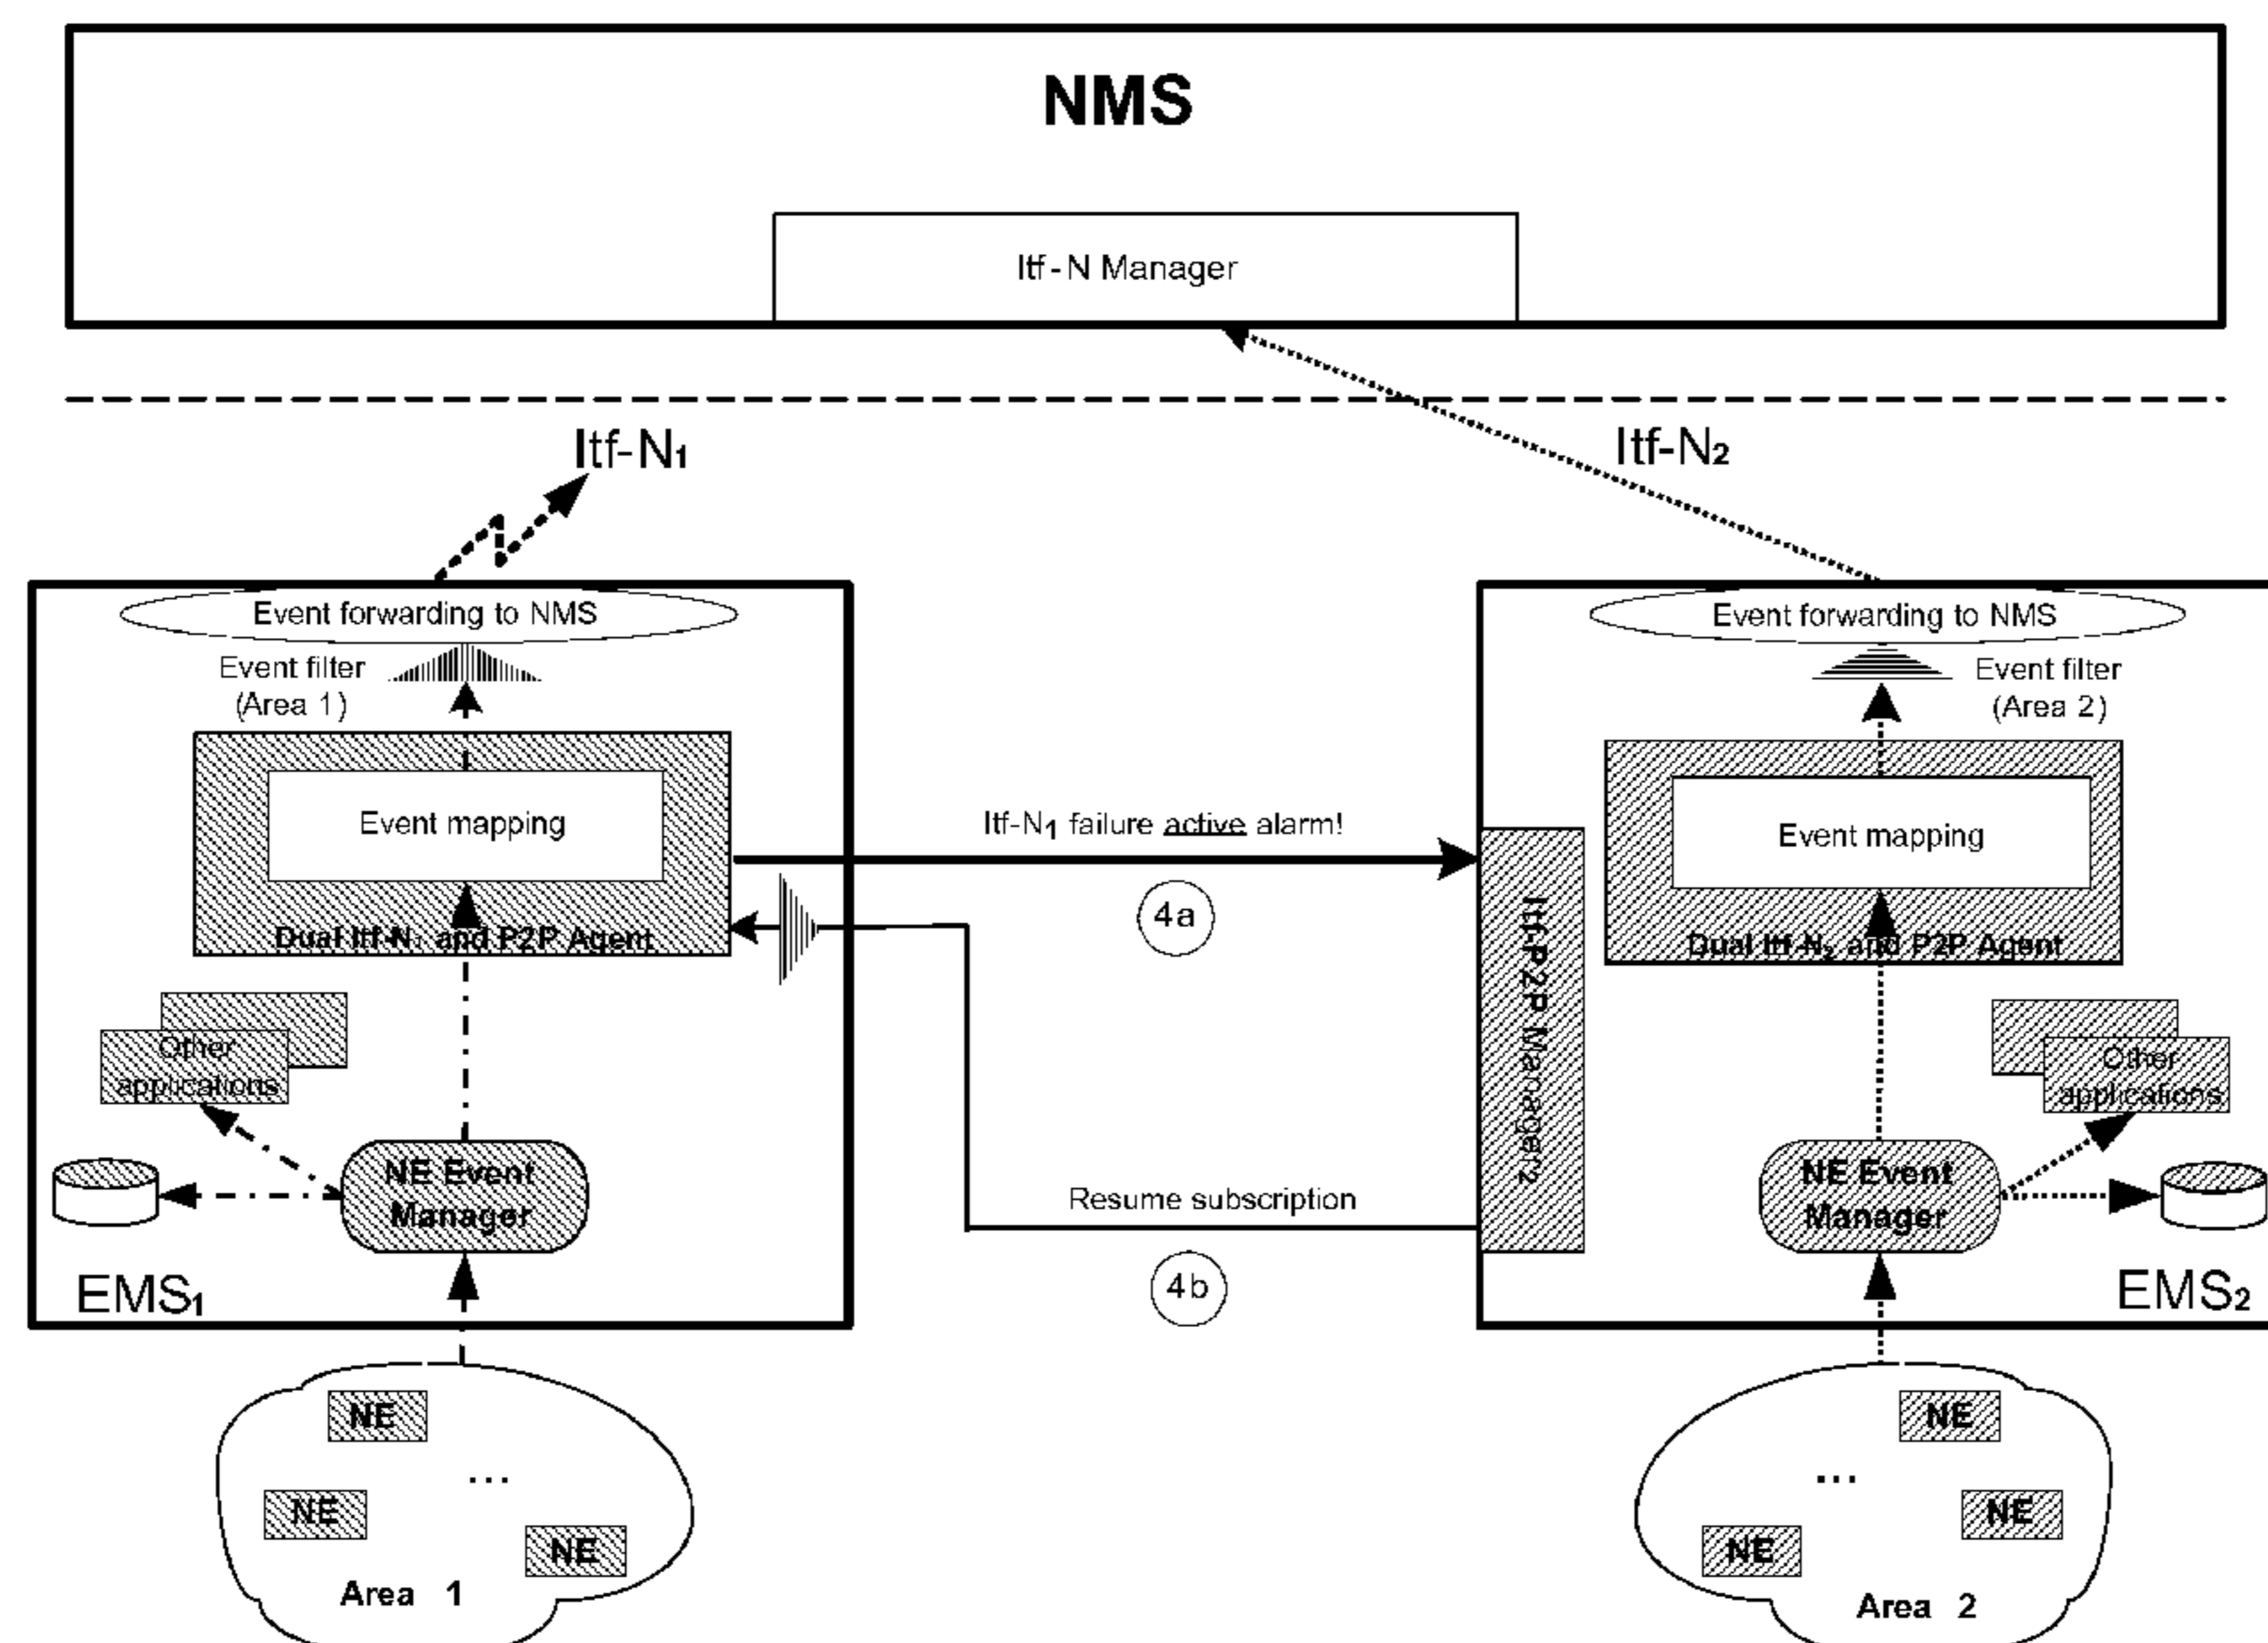 NMS
Itf-N Manager
Itf-N1
Itf-N2
Event forwarding to NMS
Event filter
(Area 1)
Event mapping
Dual Itf-N1 and P2P Agent
Other
applications
NE Event
Manager
EMS1
Itf-N1 failure active alarm!
4a
Resume subscription
4b
Event forwarding to NMS
Event filter
(Area 2)
Event mapping
Dual Itf-N2 and P2P Agent
Itf-P2P Manager2
Other
applications
NE Event
Manager
EMS2
NE
...
NE
NE
Area 1
NE
...
NE
NE
Area 2